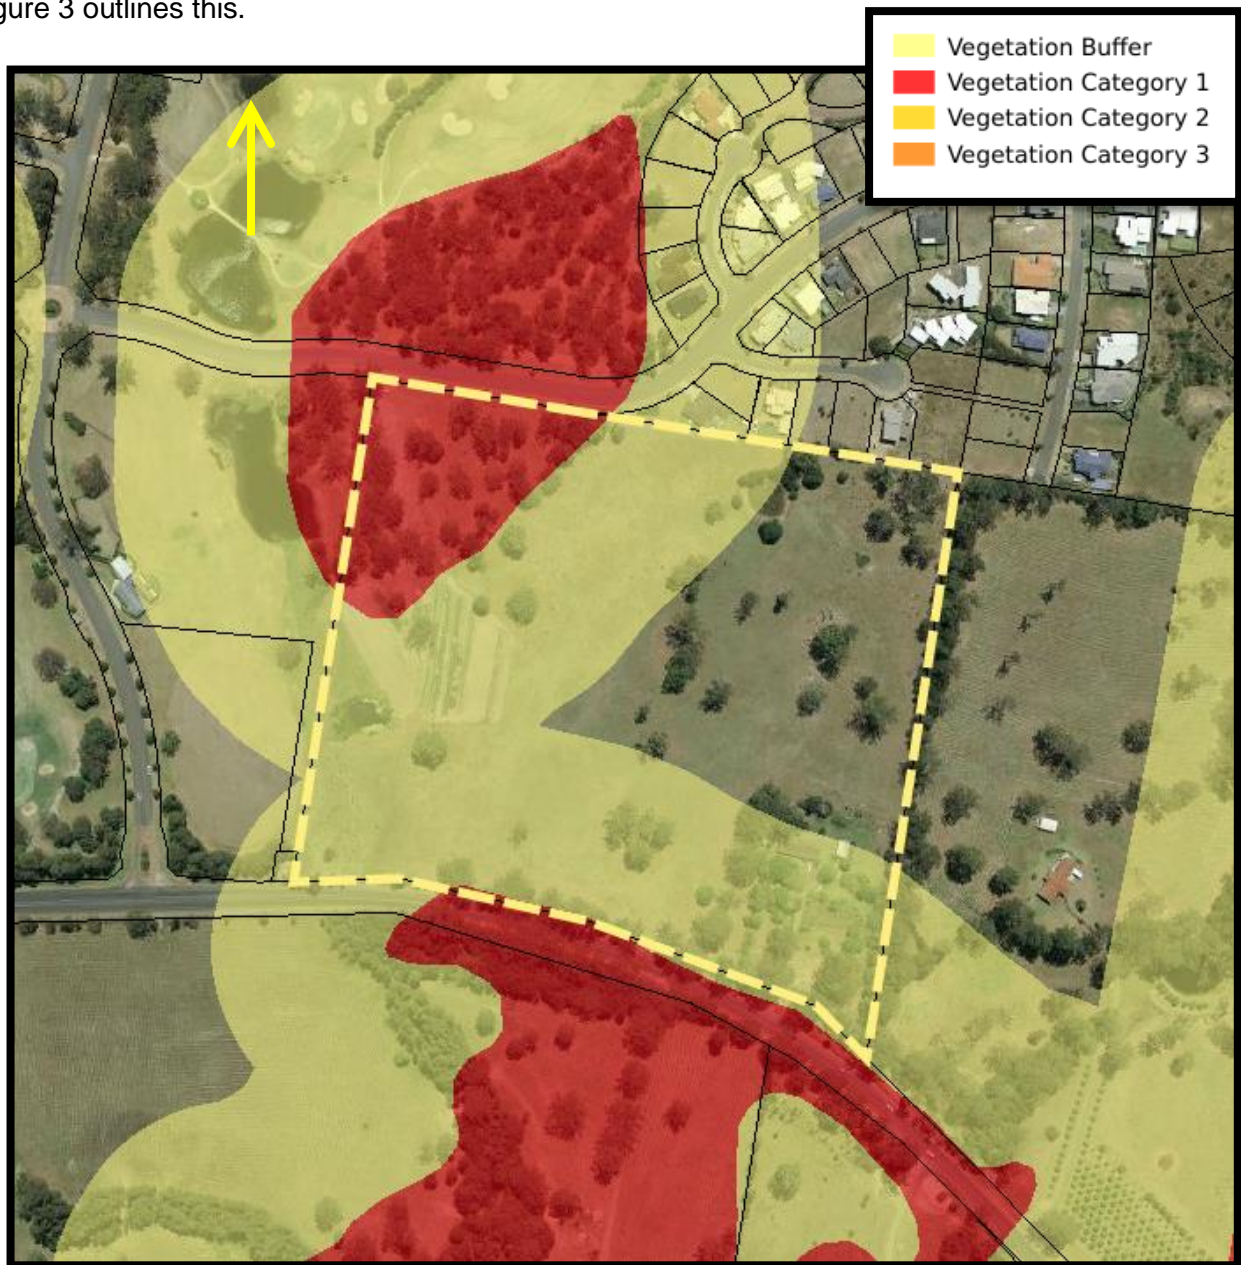 gure 3 outlines this.
Vegetation Buffer
Vegetation Category 1
Vegetation Category 2
Vegetation Category 3